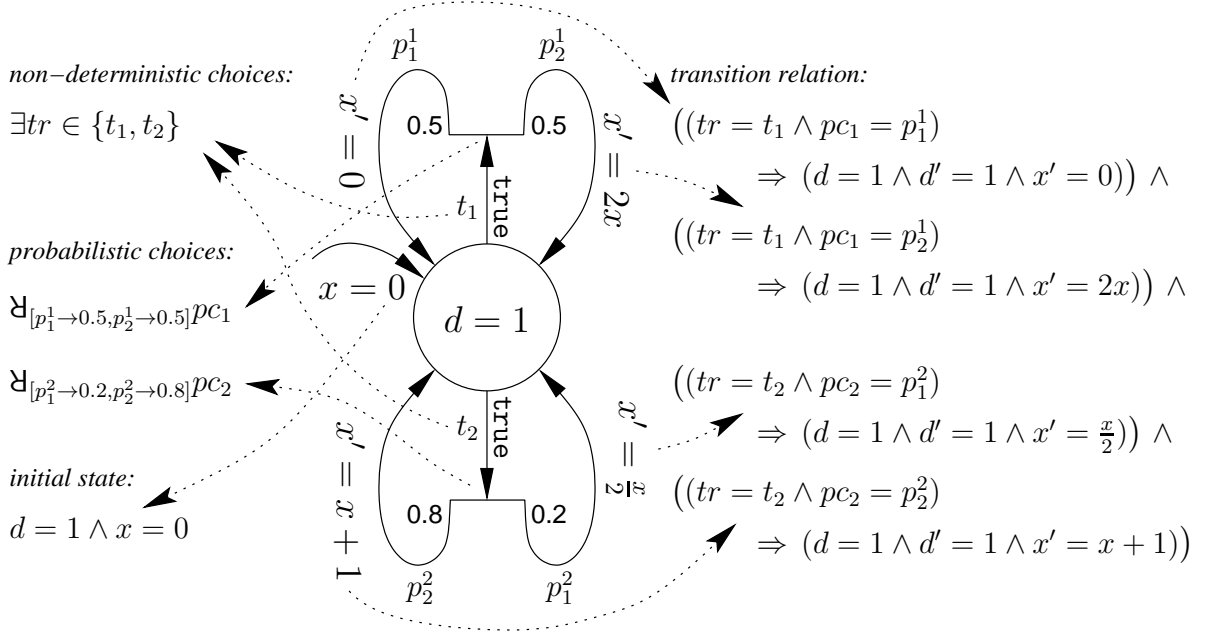 non−deterministic choices:
∃tr ∈ {t₁, t₂}
probabilistic choices:
Я_[p₁¹→0.5,p₂¹→0.5] pc₁
Я_[p₁²→0.2,p₂²→0.8] pc₂
initial state:
d = 1 ∧ x = 0
p₁¹
p₂¹
x′ = 0
0.5
0.5
x′ = 2x
t₁
true
x = 0
d = 1
t₂
true
x′ = x + 1
x′ = x/2
0.8
0.2
p₂²
p₁²
transition relation:
((tr = t₁ ∧ pc₁ = p₁¹)
⇒ (d = 1 ∧ d′ = 1 ∧ x′ = 0)) ∧
((tr = t₁ ∧ pc₁ = p₂¹)
⇒ (d = 1 ∧ d′ = 1 ∧ x′ = 2x)) ∧
((tr = t₂ ∧ pc₂ = p₁²)
⇒ (d = 1 ∧ d′ = 1 ∧ x′ = x/2)) ∧
((tr = t₂ ∧ pc₂ = p₂²)
⇒ (d = 1 ∧ d′ = 1 ∧ x′ = x + 1))